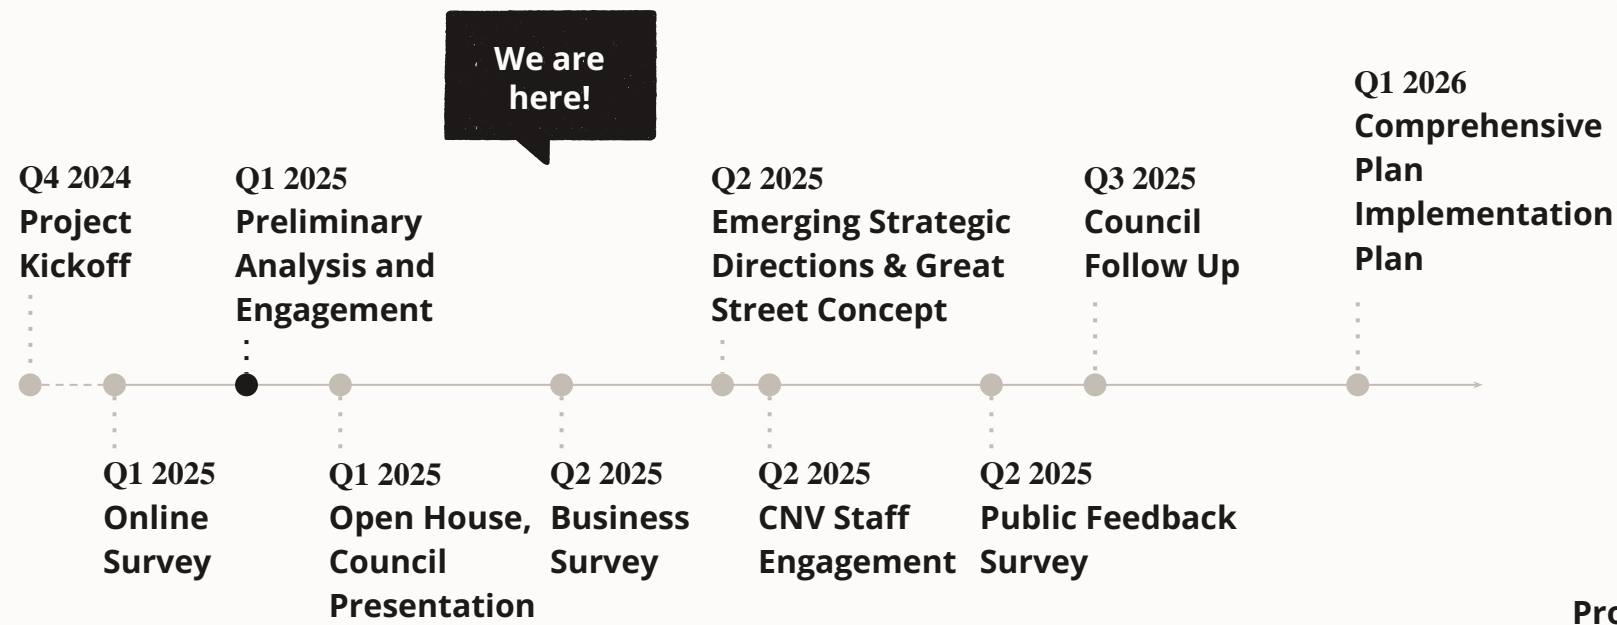 We are
here!
Q4 2024
Project
Kickoff
Q1 2025
Preliminary
Analysis and
Engagement
Q2 2025
Emerging Strategic
Directions & Great
Street Concept
Q3 2025
Council
Follow Up
Q1 2026
Comprehensive
Plan
Implementation
Plan
Q1 2025
Online
Survey
Q1 2025
Open House,
Council
Presentation
Q2 2025
Business
Survey
Q2 2025
CNV Staff
Engagement
Q2 2025
Public Feedback
Survey